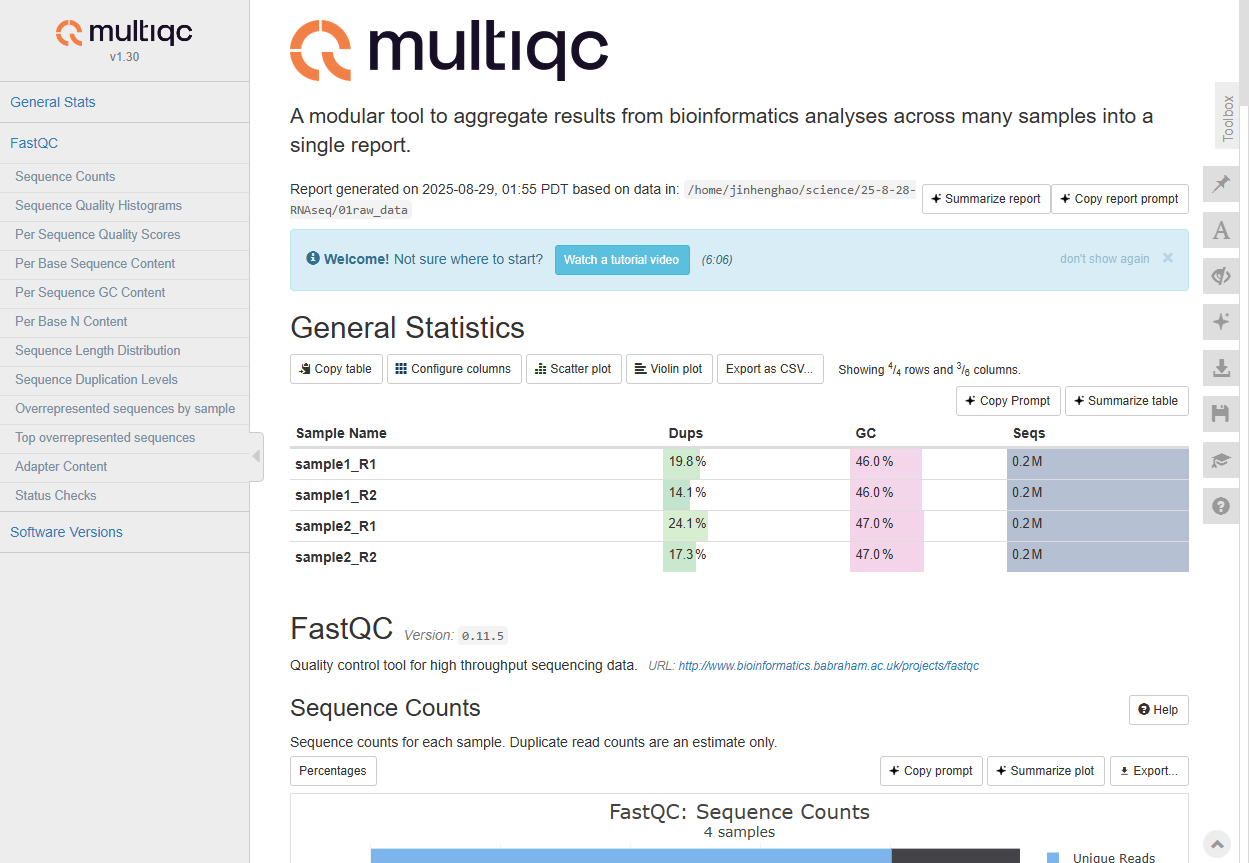 multiqc
v1.30
General Stats
FastQC
Sequence Counts
Sequence Quality Histograms
Per Sequence Quality Scores
Per Base Sequence Content
Per Sequence GC Content
Per Base N Content
Sequence Length Distribution
Sequence Duplication Levels
Overrepresented sequences by sample
Top overrepresented sequences
Adapter Content
Status Checks
Software Versions
multiqc
A modular tool to aggregate results from bioinformatics analyses across many samples into a
single report.
Report generated on 2025-08-29, 01:55 PDT based on data in: /home/jinhenghao/science/25-8-28-
RNAseq/01raw_data
Summarize report
Copy report prompt
Welcome! Not sure where to start? Watch a tutorial video (6:06) don't show again ×
General Statistics
Copy table Configure columns Scatter plot Violin plot Export as CSV... Showing 4/4 rows and 3/6 columns.
Copy Prompt Summarize table
Sample Name Dups GC Seqs
sample1_R1 19.8 % 46.0 % 0.2 M
sample1_R2 14.1 % 46.0 % 0.2 M
sample2_R1 24.1 % 47.0 % 0.2 M
sample2_R2 17.3 % 47.0 % 0.2 M
FastQC Version: 0.11.5
Quality control tool for high throughput sequencing data. URL: http://www.bioinformatics.babraham.ac.uk/projects/fastqc
Sequence Counts
Help
Sequence counts for each sample. Duplicate read counts are an estimate only.
Percentages Copy prompt Summarize plot Export...
FastQC: Sequence Counts
4 samples
Unique Reads
Toolbox
A